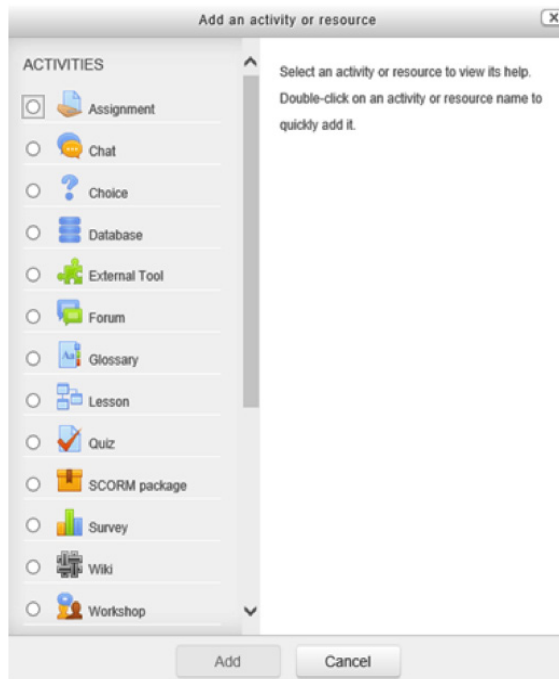 Add an activity or resource
ACTIVITIES
Assignment
Chat
Choice
Database
External Tool
Forum
Glossary
Lesson
Quiz
SCORM package
Survey
Wiki
Workshop
Select an activity or resource to view its help.
Double-click on an activity or resource name to
quickly add it.
Add
Cancel